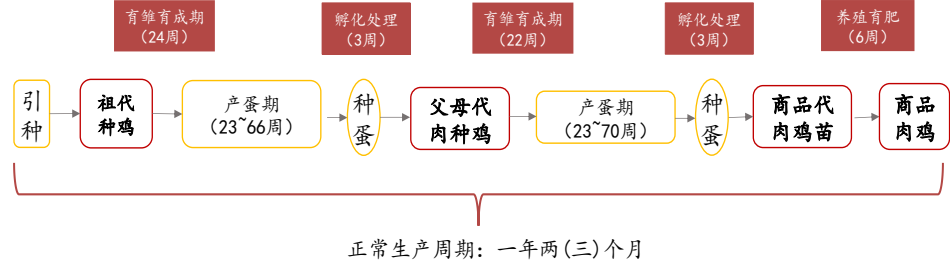 育雏育成期
(24周)
孵化处理
(3周)
育雏育成期
(22周)
孵化处理
(3周)
养殖育肥
(6周)
引
种
祖代
种鸡
产蛋期
(23~66周)
种
蛋
父母代
肉种鸡
产蛋期
(23~70周)
种
蛋
商品代
肉鸡苗
商品
肉鸡
正常生产周期：一年两(三)个月